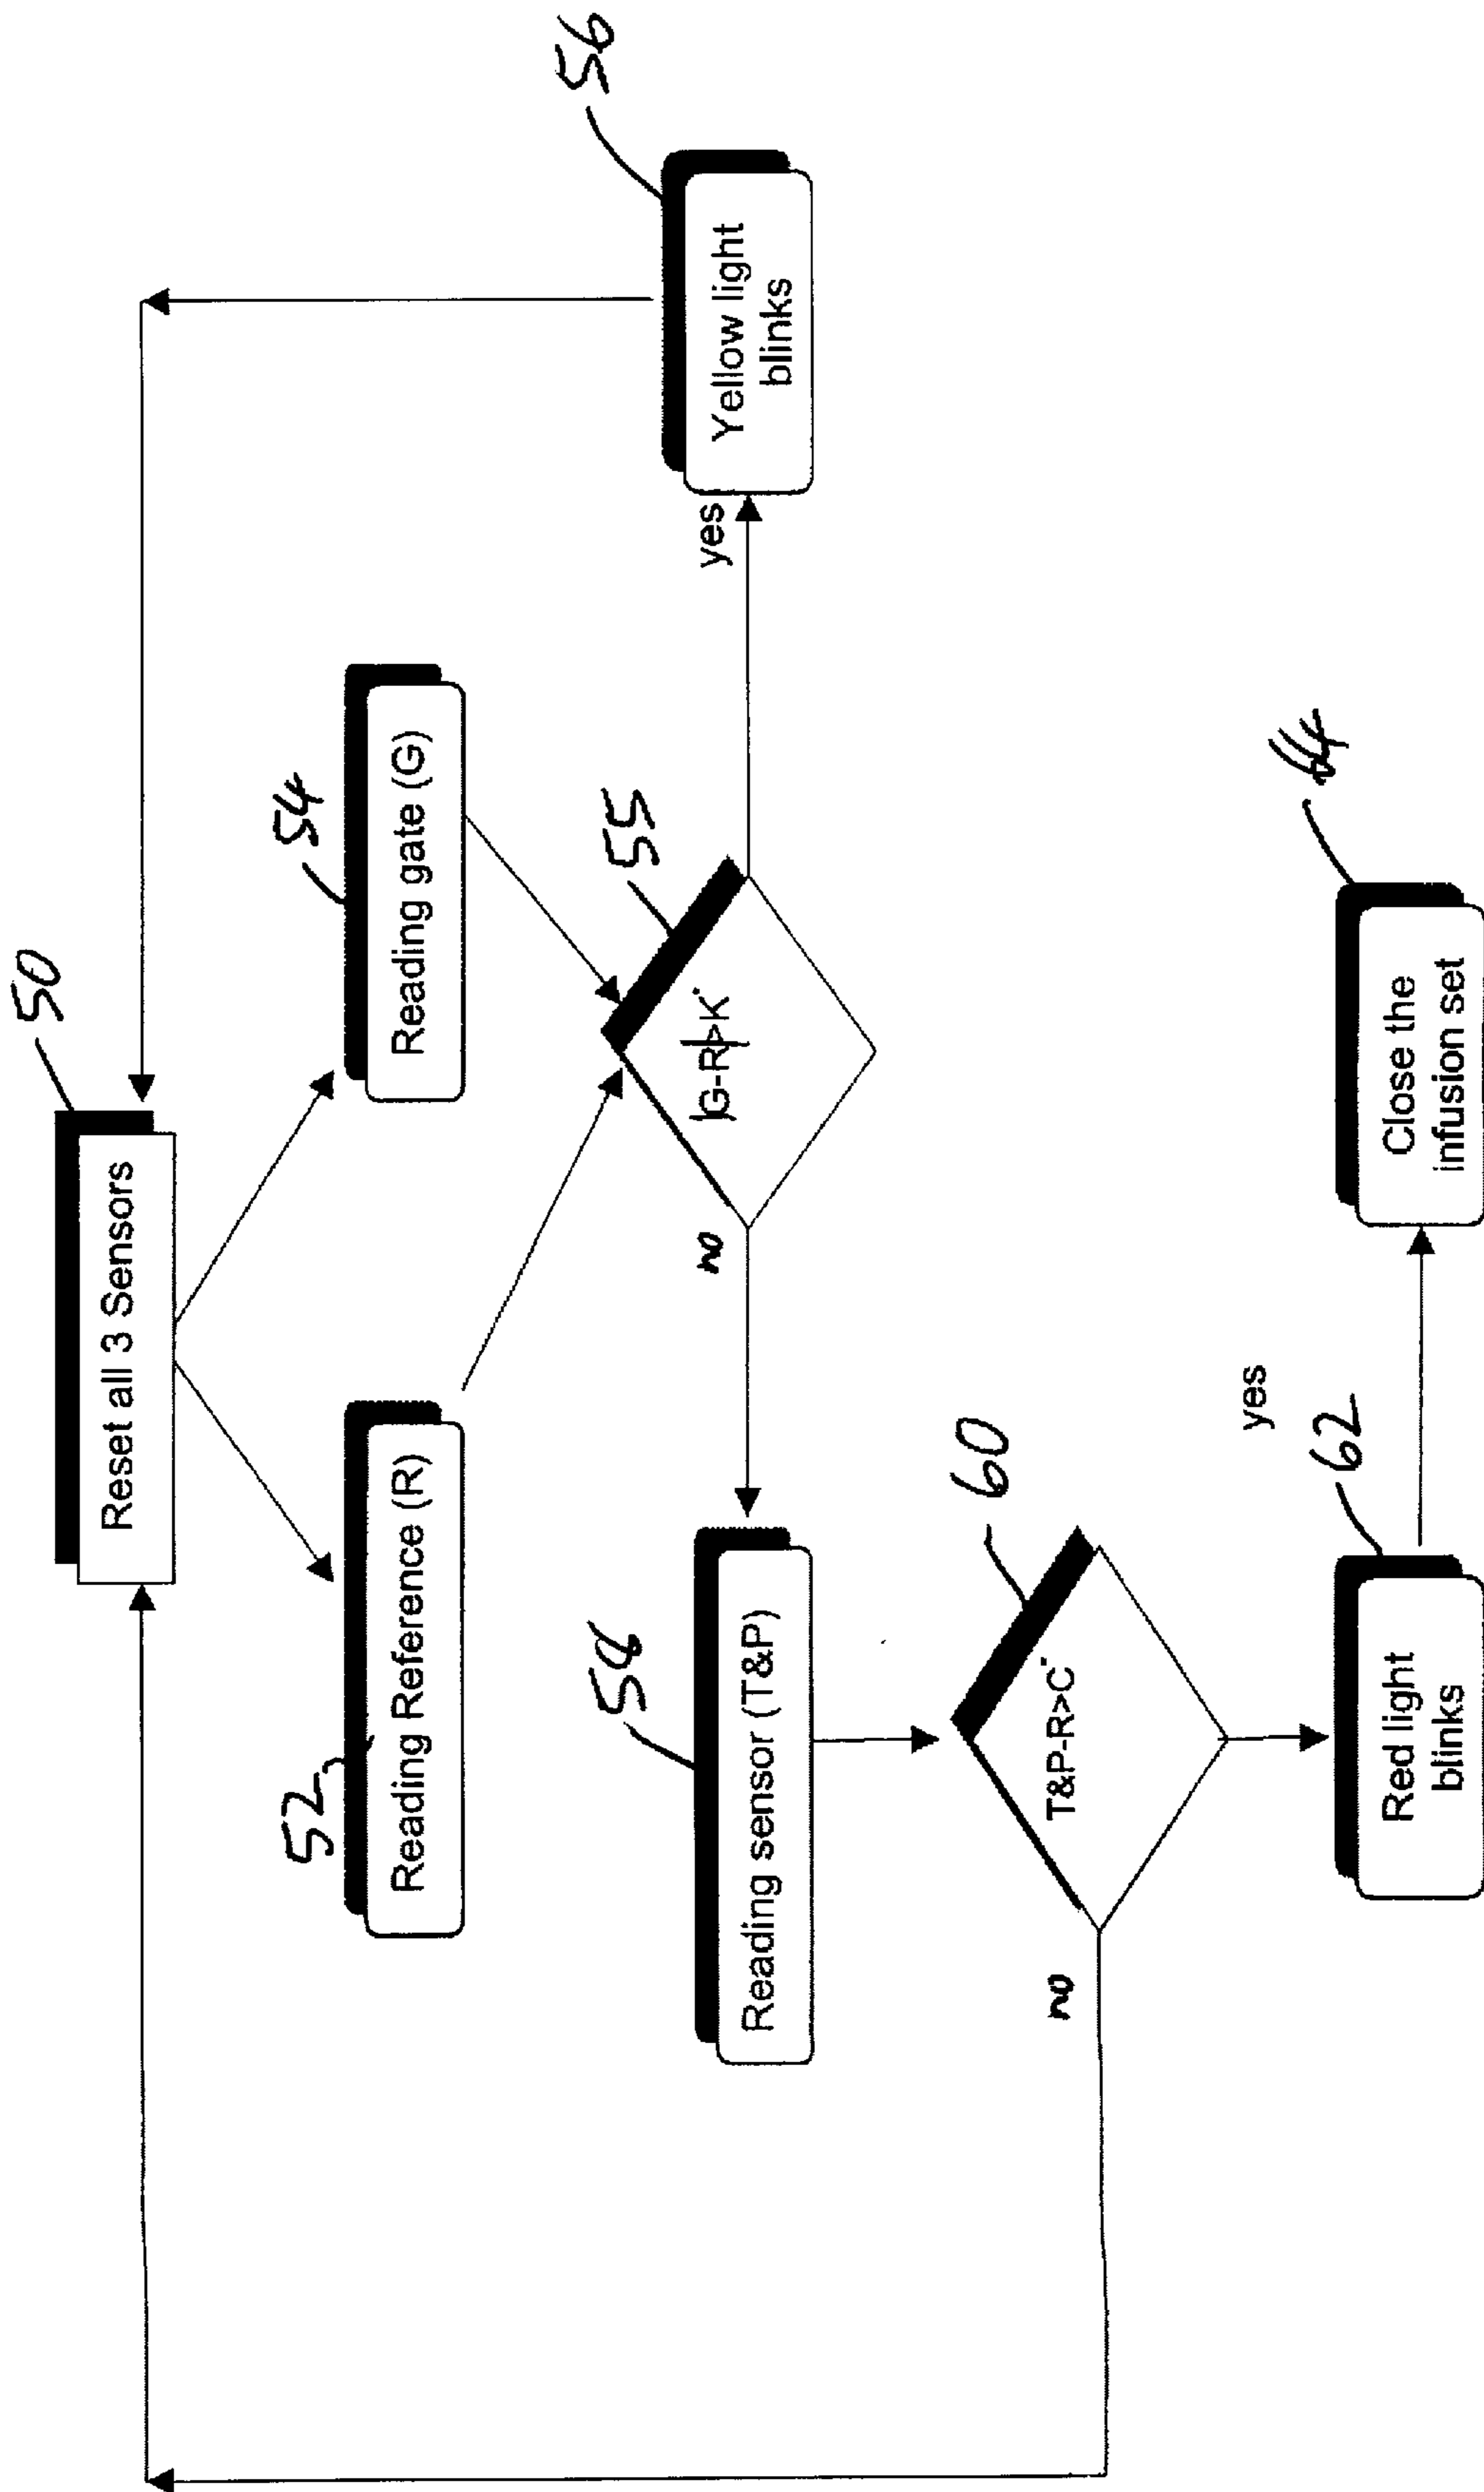 50
Reset all 3 Sensors
52
Reading Reference (R)
54
Reading gate (G)
55
|G-R|>K*
no
yes
56
Yellow light
blinks
Reading sensor (T&P)
60
T&P-R>C*
no
yes
62
Red light
blinks
64
Close the
infusion set